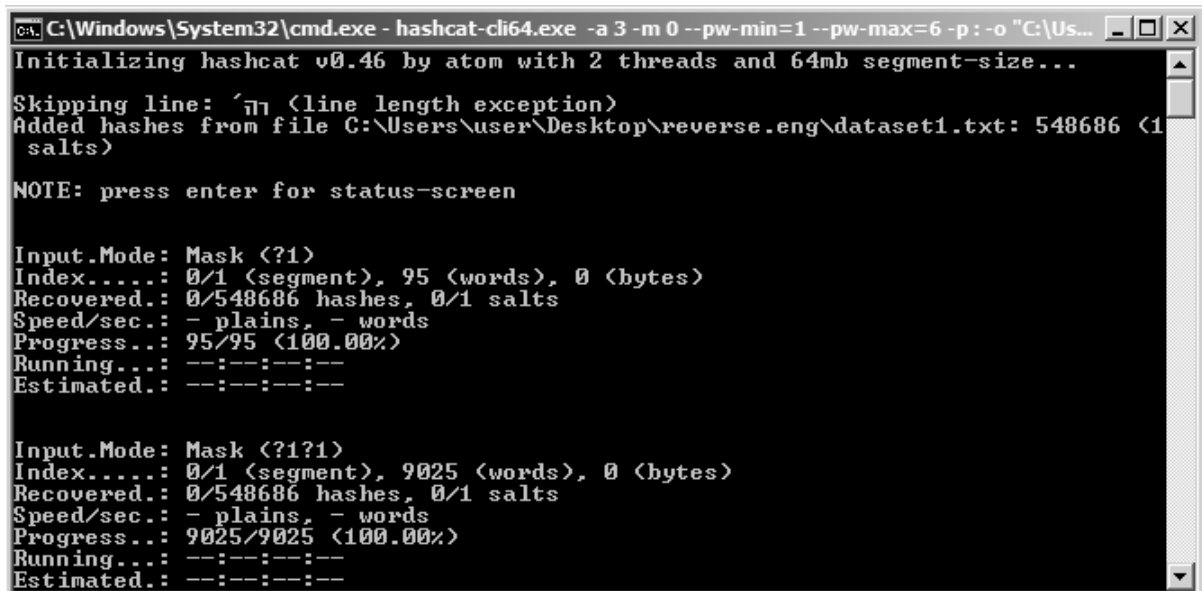 C:\Windows\System32\cmd.exe - hashcat-cli64.exe -a 3 -m 0 --pw-min=1 --pw-max=6 -p : -o "C:\Us...
Initializing hashcat v0.46 by atom with 2 threads and 64mb segment-size...
Skipping line: (line length exception)
Added hashes from file C:\Users\user\Desktop\reverse.eng\dataset1.txt: 548686 (1
salts)
NOTE: press enter for status-screen
Input.Mode: Mask (?1)
Index.....: 0/1 (segment), 95 (words), 0 (bytes)
Recovered.: 0/548686 hashes, 0/1 salts
Speed/sec.: - plains, - words
Progress..: 95/95 (100.00%)
Running...: --:--:--:--
Estimated.: --:--:--:--
Input.Mode: Mask (?1?1)
Index.....: 0/1 (segment), 9025 (words), 0 (bytes)
Recovered.: 0/548686 hashes, 0/1 salts
Speed/sec.: - plains, - words
Progress..: 9025/9025 (100.00%)
Running...: --:--:--:--
Estimated.: --:--:--:--